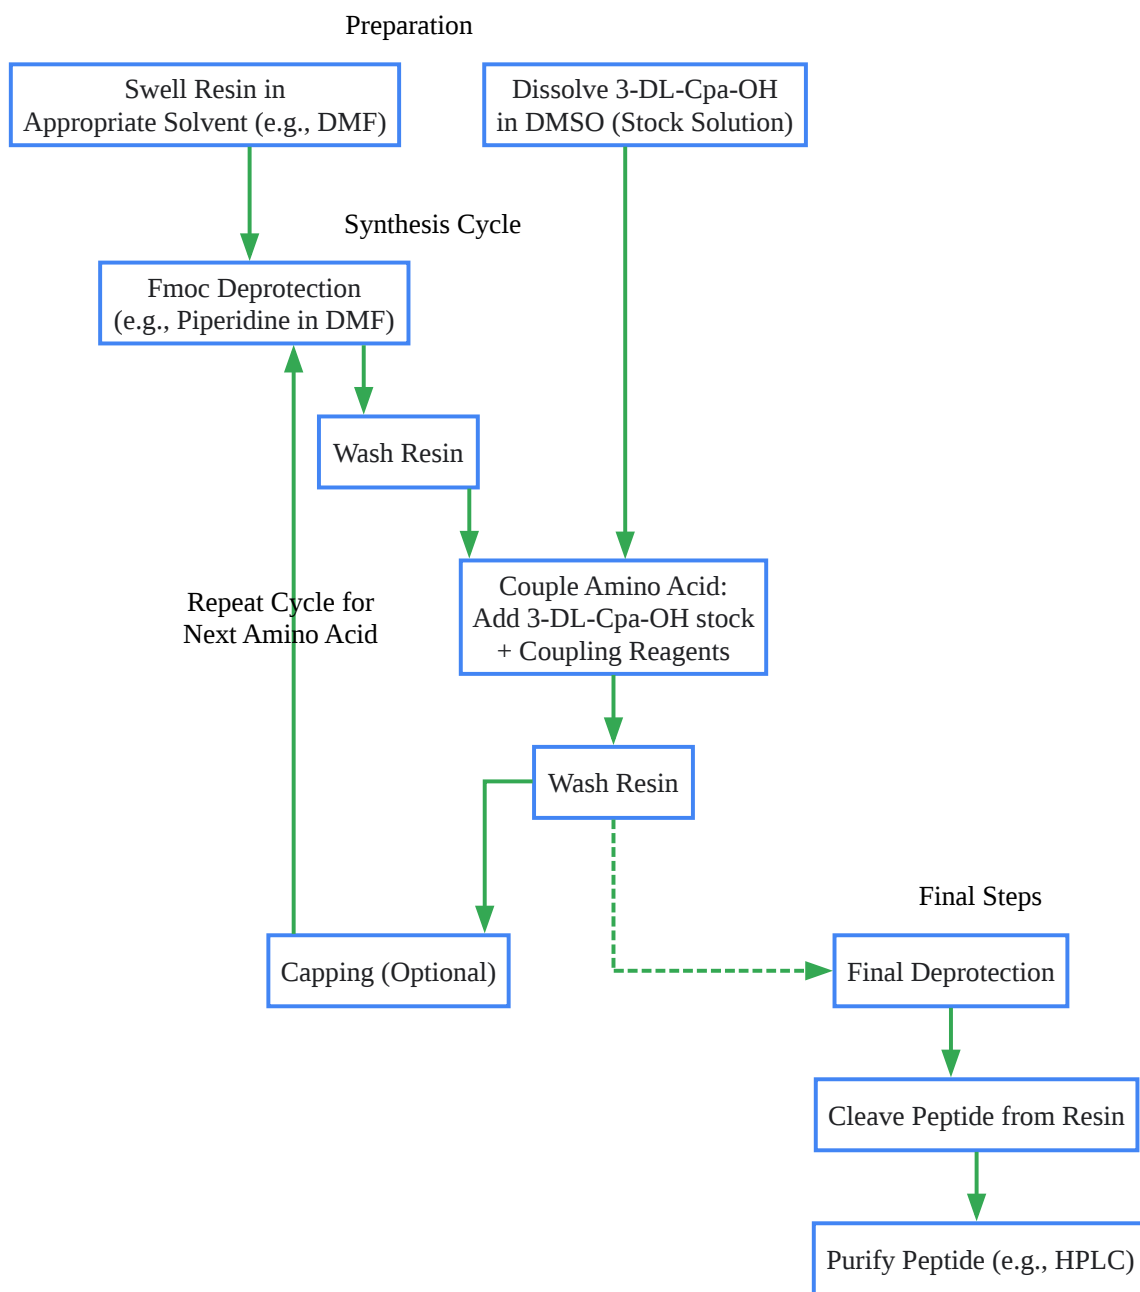 Preparation
Swell Resin in
Appropriate Solvent (e.g., DMF)
Dissolve 3-DL-Cpa-OH
in DMSO (Stock Solution)
Synthesis Cycle
Fmoc Deprotection
(e.g., Piperidine in DMF)
Wash Resin
Couple Amino Acid:
Add 3-DL-Cpa-OH stock
+ Coupling Reagents
Repeat Cycle for
Next Amino Acid
Wash Resin
Final Steps
Capping (Optional)
Final Deprotection
Cleave Peptide from Resin
Purify Peptide (e.g., HPLC)